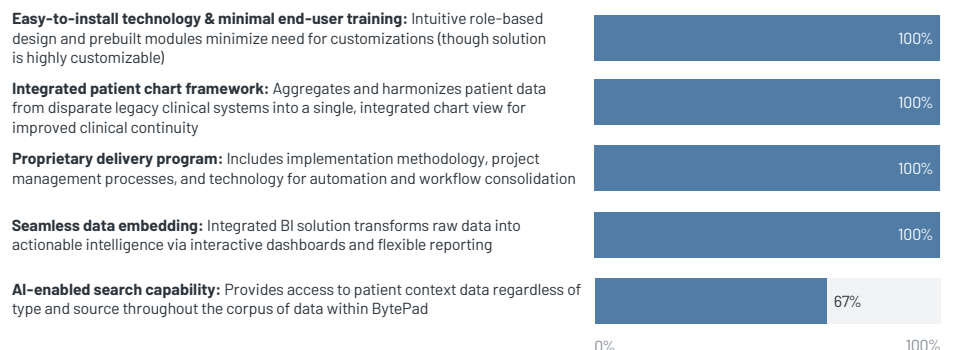 Easy-to-install technology & minimal end-user training: Intuitive role-based
design and prebuilt modules minimize need for customizations (though solution
is highly customizable)
100%
Integrated patient chart framework: Aggregates and harmonizes patient data
from disparate legacy clinical systems into a single, integrated chart view for
improved clinical continuity
100%
Proprietary delivery program: Includes implementation methodology, project
management processes, and technology for automation and workflow consolidation
100%
Seamless data embedding: Integrated BI solution transforms raw data into
actionable intelligence via interactive dashboards and flexible reporting
100%
AI-enabled search capability: Provides access to patient context data regardless of
type and source throughout the corpus of data within BytePad
67%
0% 100%